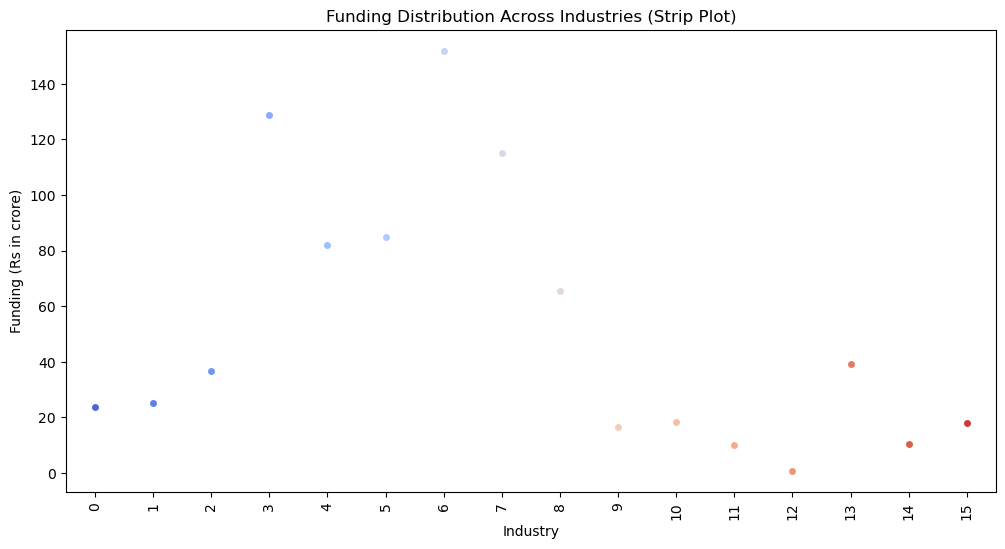 Funding Distribution Across Industries (Strip Plot)
Funding (Rs in crore)
140
120
100
80
60
40
20
0
0 1 2 3 4 5 6 7 8 9 10 11 12 13 14 15
Industry